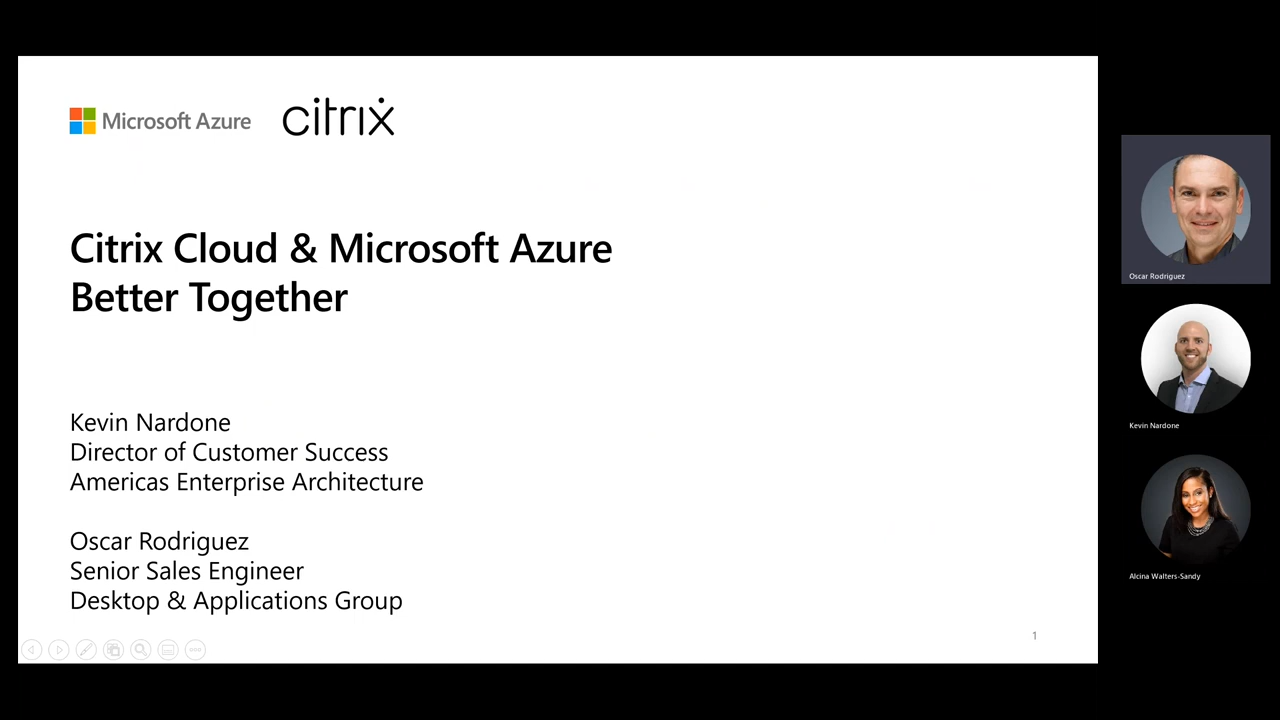 Microsoft Azure
citrix
Citrix Cloud & Microsoft Azure
Better Together
Kevin Nardone
Director of Customer Success
Americas Enterprise Architecture
Oscar Rodriguez
Senior Sales Engineer
Desktop & Applications Group
1
Oscar Rodriguez
Kevin Nardone
Alcina Walters-Sandy